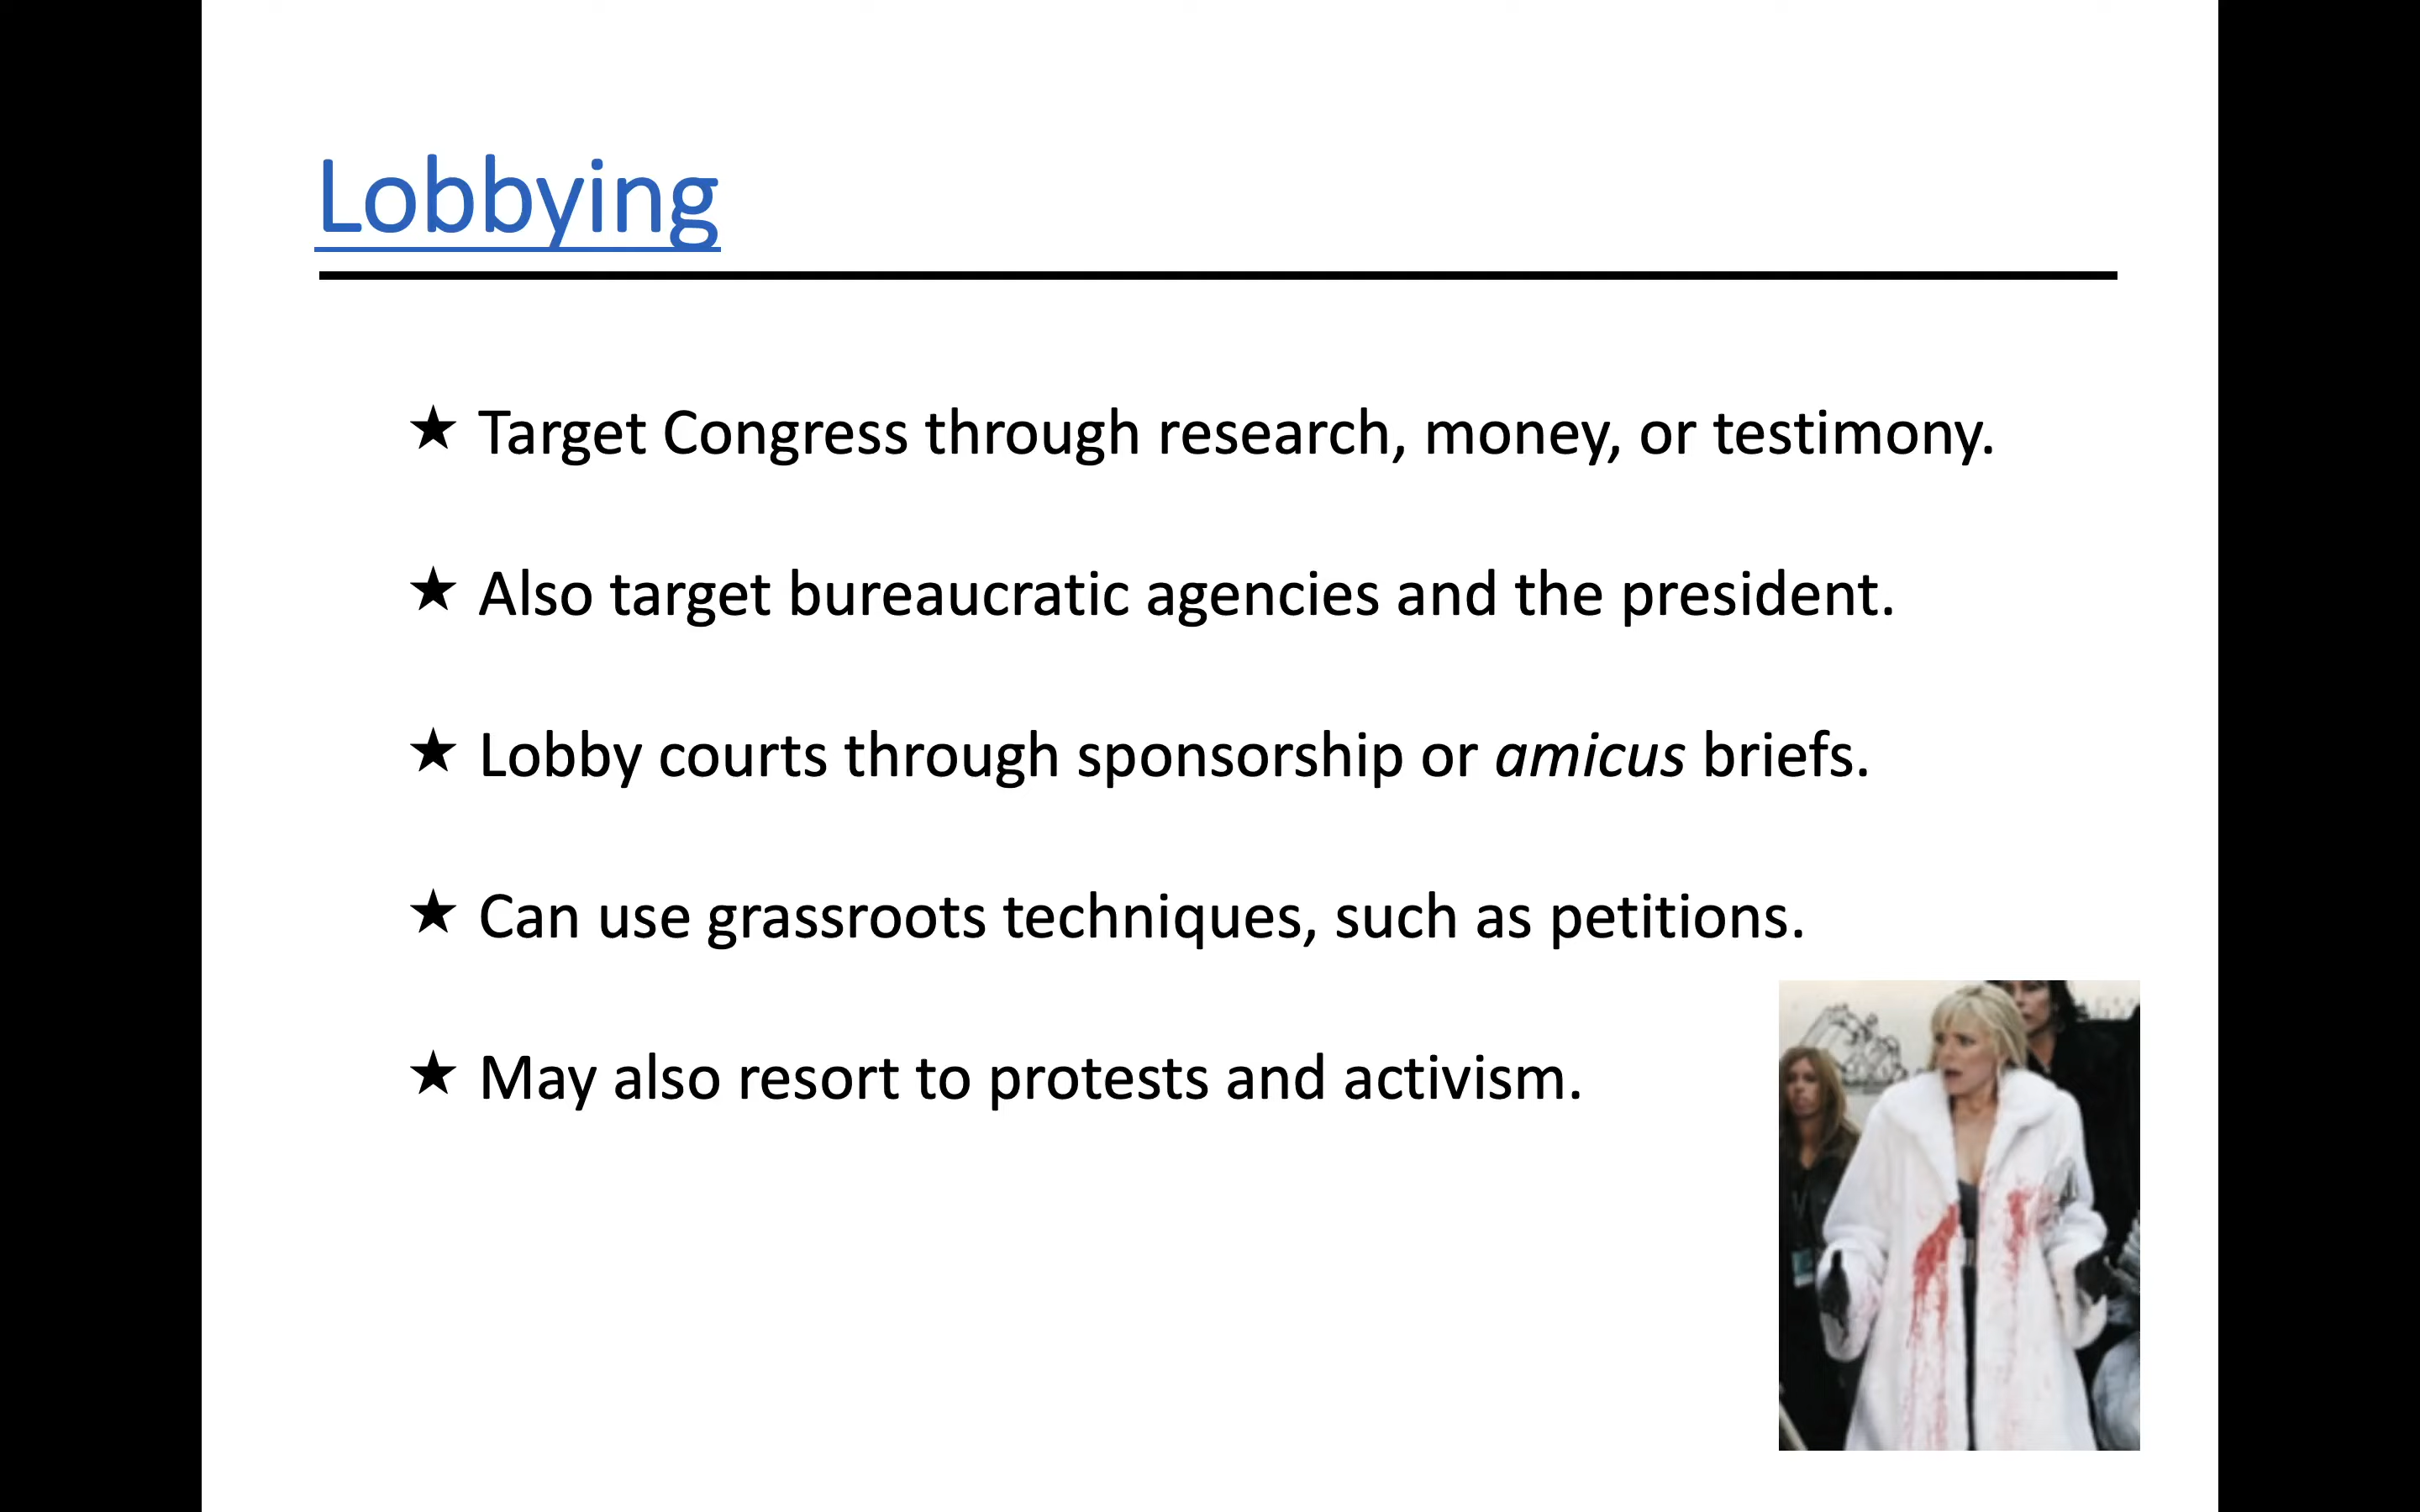 Lobbying
★ Target Congress through research, money, or testimony.
★ Also target bureaucratic agencies and the president.
★ Lobby courts through sponsorship or amicus briefs.
★ Can use grassroots techniques, such as petitions.
★ May also resort to protests and activism.